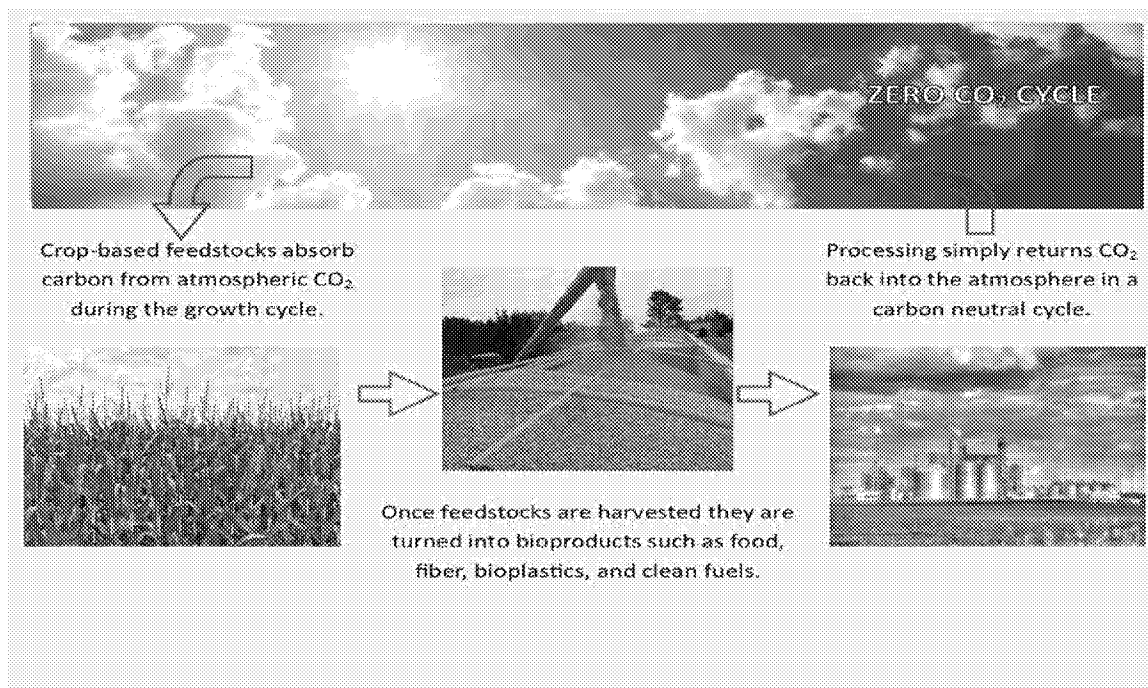 ZERO CO₂ CYCLE
Crop-based feedstocks absorb
carbon from atmospheric CO₂
during the growth cycle.
Processing simply returns CO₂
back into the atmosphere in a
carbon neutral cycle.
Once feedstocks are harvested they are
turned into bioproducts such as food,
fiber, bioplastics, and clean fuels.